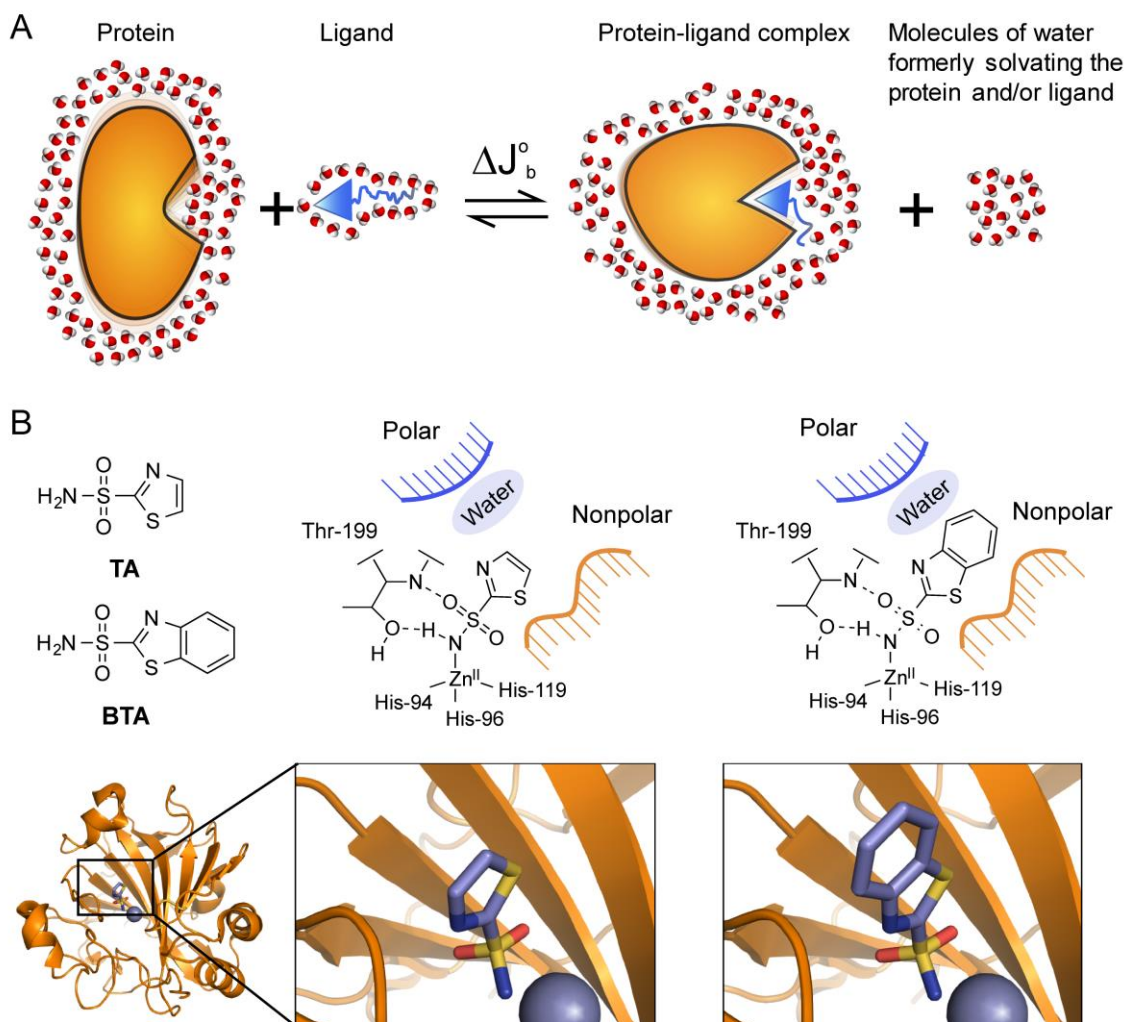 A
Protein
Ligand
Protein-ligand complex
Molecules of water
formerly solvating the
protein and/or ligand
+
ΔJ°b
+
B
Polar
Water
Nonpolar
Thr-199
N
O
S
O
N
S
O
H
H
N
ZnII
His-94
His-119
His-96
Polar
Water
Nonpolar
Thr-199
N
O
S
O
N
S
O
H
H
N
ZnII
His-94
His-119
His-96
O
H2N
S
O
N
S
TA
O
H2N
S
O
N
S
BTA